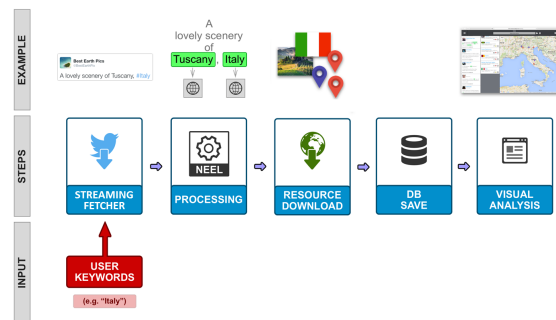 EXAMPLE
Best Earth Pics
A lovely scenery of Tuscany, #Italy
A
lovely scenery
of
Tuscany, Italy
STEPS
NEEL
STREAMING
FETCHER
PROCESSING
RESOURCE
DOWNLOAD
DB
SAVE
VISUAL
ANALYSIS
INPUT
USER
KEYWORDS
(e.g. “Italy”)